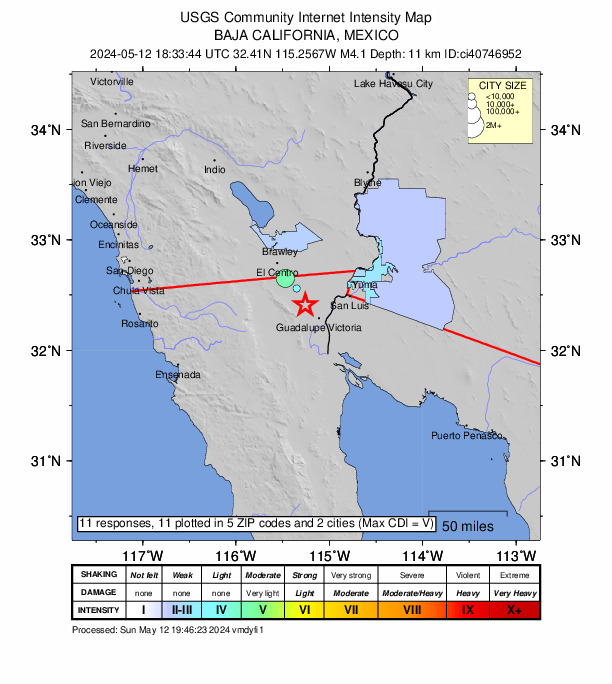 USGS Community Internet Intensity Map
BAJA CALIFORNIA, MEXICO
2024-05-12 18:33:44 UTC 32.41N 115.2567W M4.1 Depth: 11 km ID:ci40746952
Victorville
Lake Havasu City
CITY SIZE
<10,000
10,000+
100,000+
2M+
34°N
San Bernardino
Riverside
Hemet
Indio
ion Viejo
Blythe
Clemente
Oceanside
33°N
Encinitas
Brawley
San Diego
El Centro
Chula Vista
Yuma
San Luis
Rosarito
Guadalupe Victoria
32°N
Ensenada
Puerto Penasco
31°N
11 responses, 11 plotted in 5 ZIP codes and 2 cities (Max CDI = V)
50 miles
117°W 116°W 115°W 114°W 113°W
SHAKING Not felt Weak Light Moderate Strong Very strong Severe Violent Extreme
DAMAGE none none none Very light Light Moderate Moderate/Heavy Heavy Very Heavy
INTENSITY I II-III IV V VI VII VIII IX X+
Processed: Sun May 12 19:46:23 2024 vmdyfi1